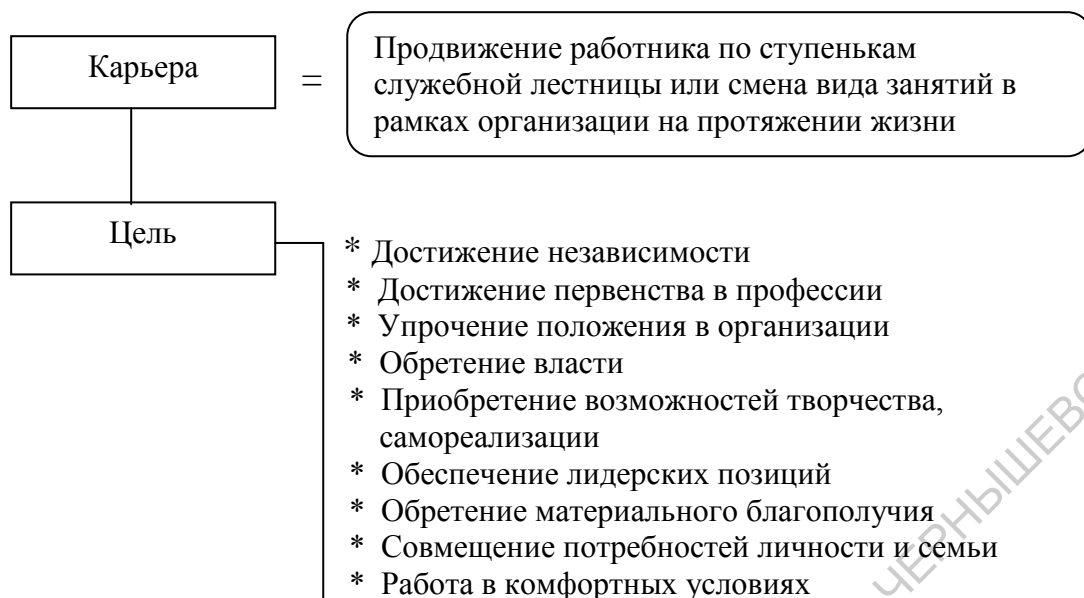 Карьера
=
Продвижение работника по ступенькам
служебной лестницы или смена вида занятий в
рамках организации на протяжении жизни
Цель
* Достижение независимости
* Достижение первенства в профессии
* Упрочение положения в организации
* Обретение власти
* Приобретение возможностей творчества,
самореализации
* Обеспечение лидерских позиций
* Обретение материального благополучия
* Совмещение потребностей личности и семьи
* Работа в комфортных условиях